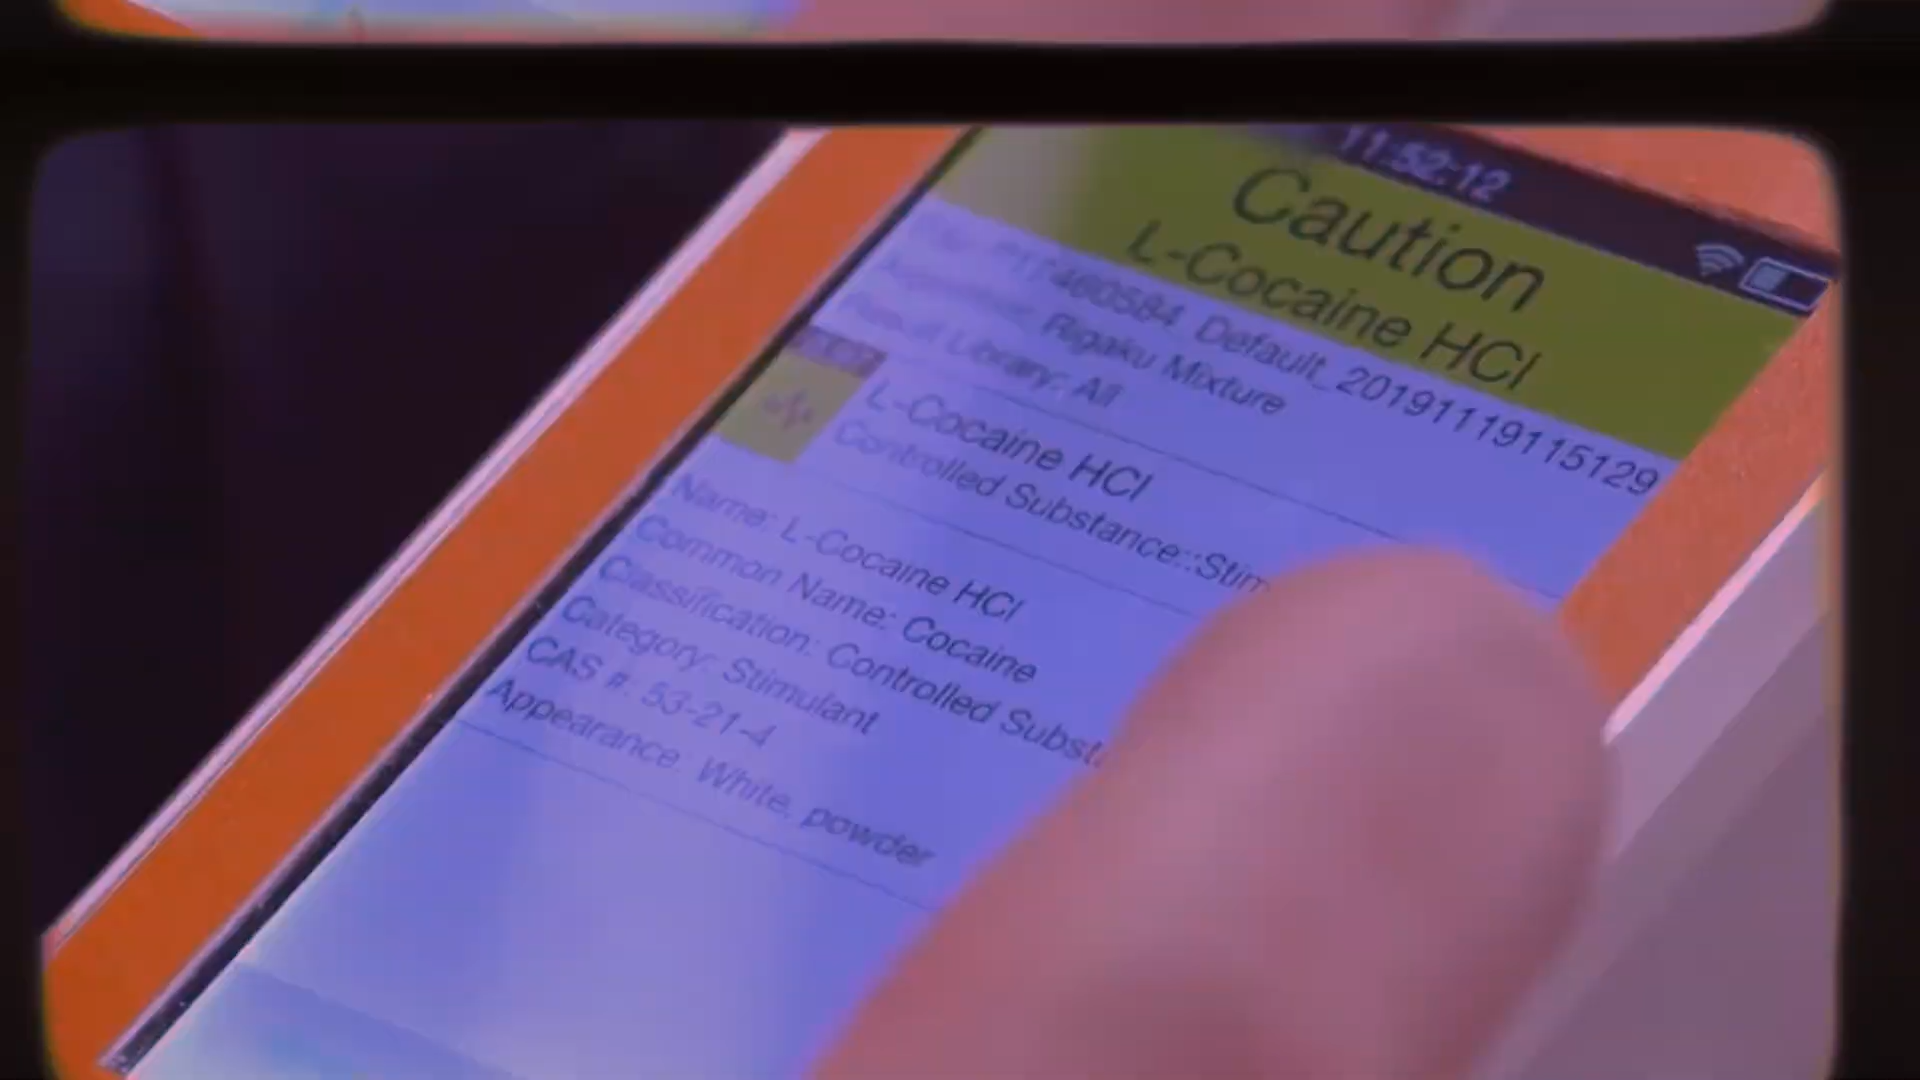 11:52:12
Caution
L-Cocaine HCl
Default_20191119115129
Rigaku Mixture
Library: All
L-Cocaine HCl
Controlled Substance::Stim
Name: L-Cocaine HCl
Common Name: Cocaine
Classification: Controlled Subst
Category: Stimulant
CAS #: 53-21-4
Appearance: White, powder